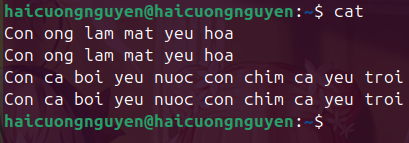 haicuongnguyen@haicuongnguyen:~$ cat
Con ong lam mat yeu hoa
Con ong lam mat yeu hoa
Con ca boi yeu nuoc con chim ca yeu troi
Con ca boi yeu nuoc con chim ca yeu troi
haicuongnguyen@haicuongnguyen:~$